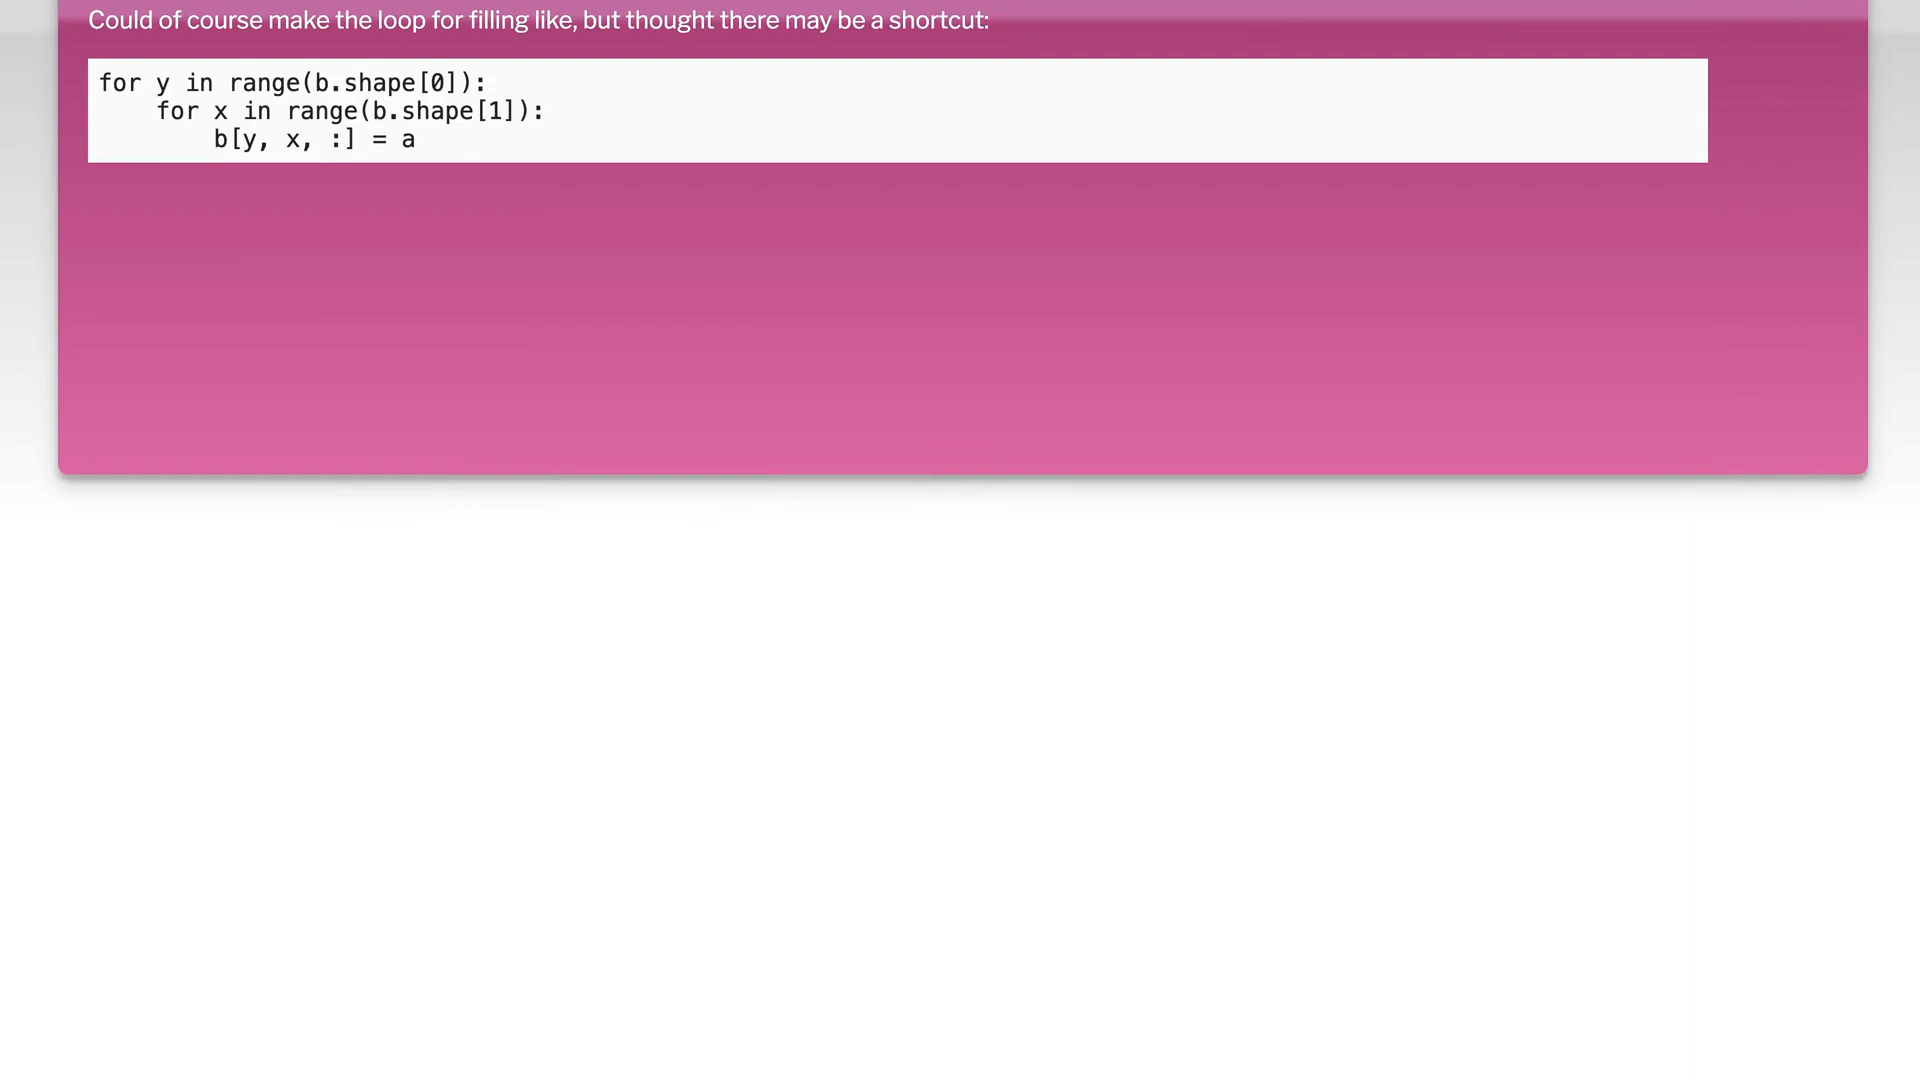 Could of course make the loop for filling like, but thought there may be a shortcut:
for y in range(b.shape[0]):
    for x in range(b.shape[1]):
        b[y, x, :] = a